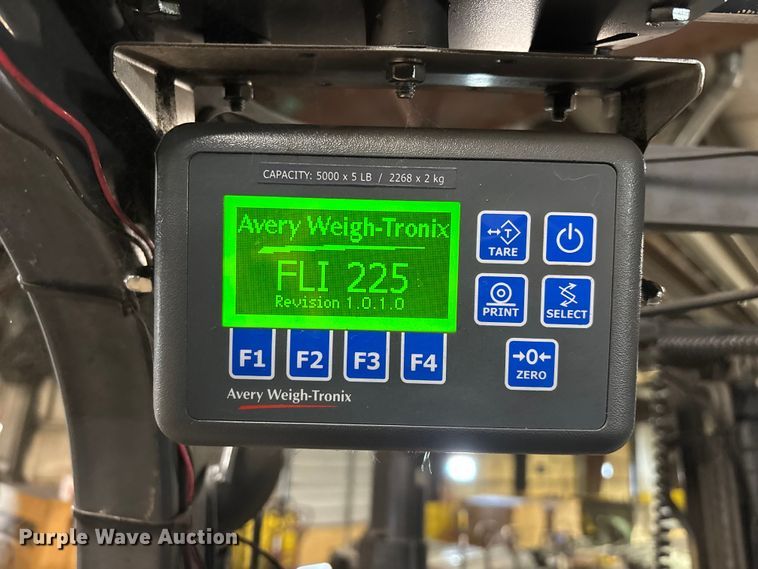 CAPACITY: 5000 x 5 LB / 2268 x 2 kg
Avery Weigh-Tronix
FLI 225
Revision 1.0.1.0
T
TARE
PRINT
SELECT
F1 F2 F3 F4
→0←
ZERO
Avery Weigh-Tronix
Purple Wave Auction